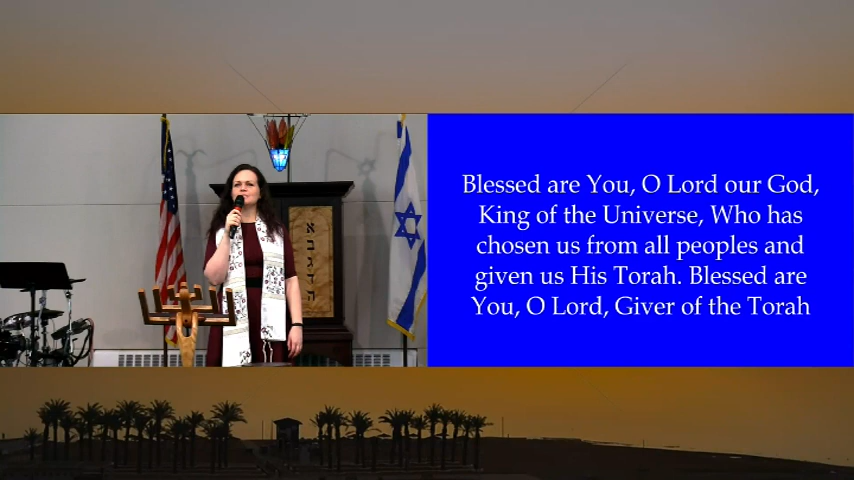 Blessed are You, O Lord our God,
King of the Universe, Who has
chosen us from all peoples and
given us His Torah. Blessed are
You, O Lord, Giver of the Torah
א
ב
ג
ד
ה